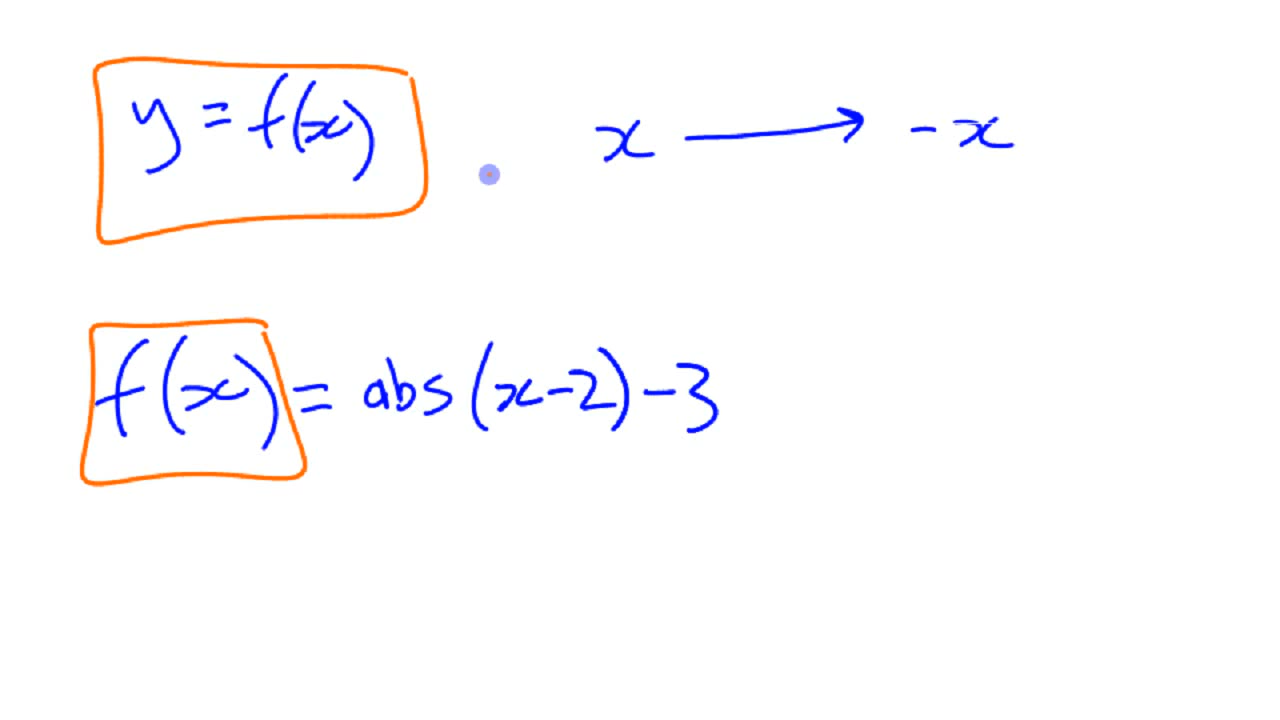 y = f(x) x → -x
f(x) = abs(x-2)-3